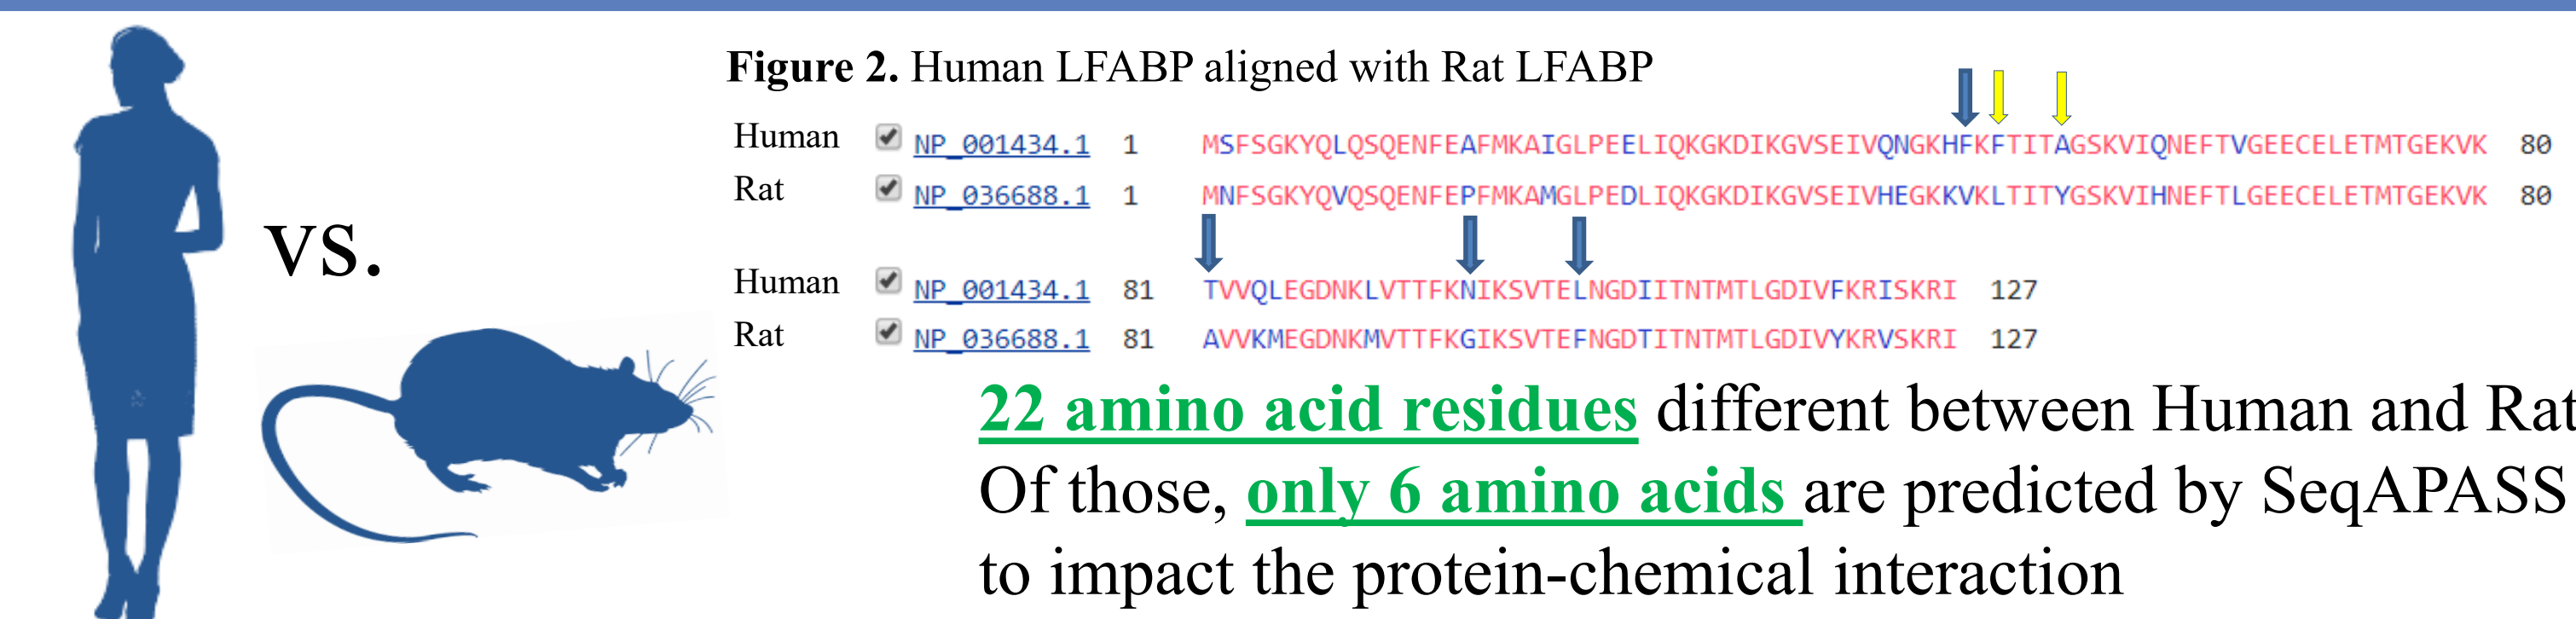 Figure 2. Human LFABP aligned with Rat LFABP
Human NP_001434.1 1 MSFSGKYQLQSQENFEAFMKAIGLPEELIQKGKDIKGVSEIVQNGKHFKFTITAGSKVIQNEFTVGEECELETMTGEKVK 80
Rat NP_036688.1 1 MNFSGKYQVQSQENFEPFMKAMGLPEDLIQKGKDIKGVSEIVHEGKKVKLTITYGSKVIHNEFTLGEECELETMTGEKVK 80
vs.
Human NP_001434.1 81 TVVQLEGDNKLVTTFKNIKSVTELNGDIITNTMTLGDIVFKRISKRI 127
Rat NP_036688.1 81 AVVKMEGDNKMVTTFKGIKSVTEFNGDTITNTMTLGDIVYKRVSKRI 127
22 amino acid residues different between Human and Rat
Of those, only 6 amino acids are predicted by SeqAPASS
to impact the protein-chemical interaction